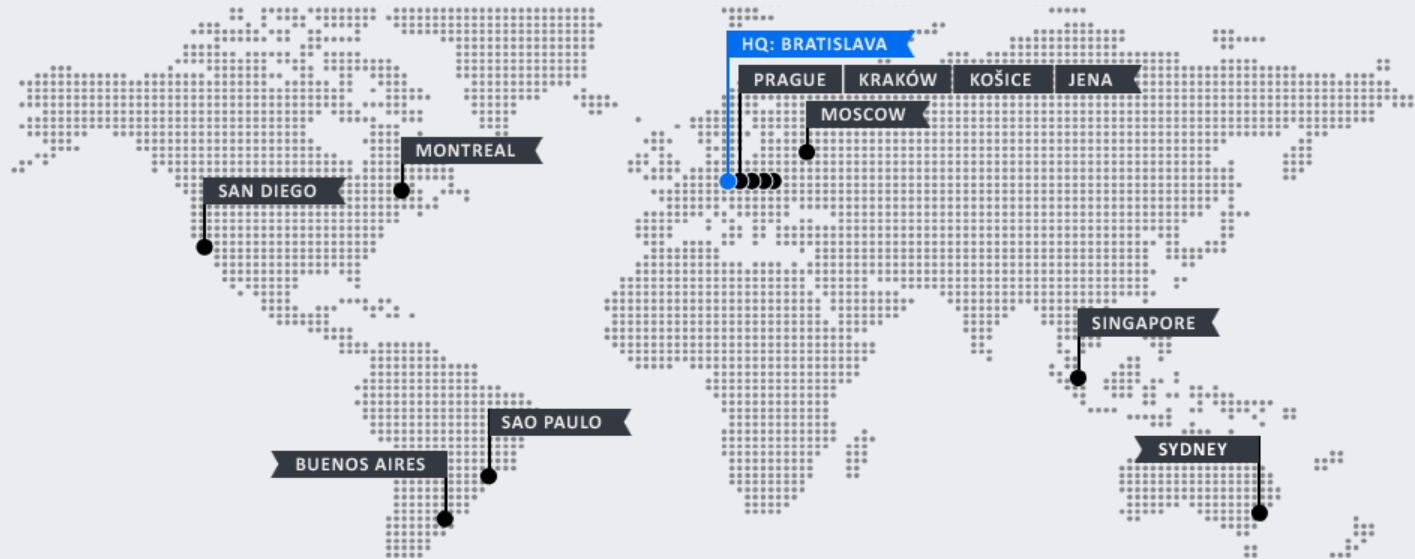 HQ: BRATISLAVA
PRAGUE KRAKÓW KOŠICE JENA
MOSCOW
MONTREAL
SAN DIEGO
SINGAPORE
SAO PAULO
SYDNEY
BUENOS AIRES